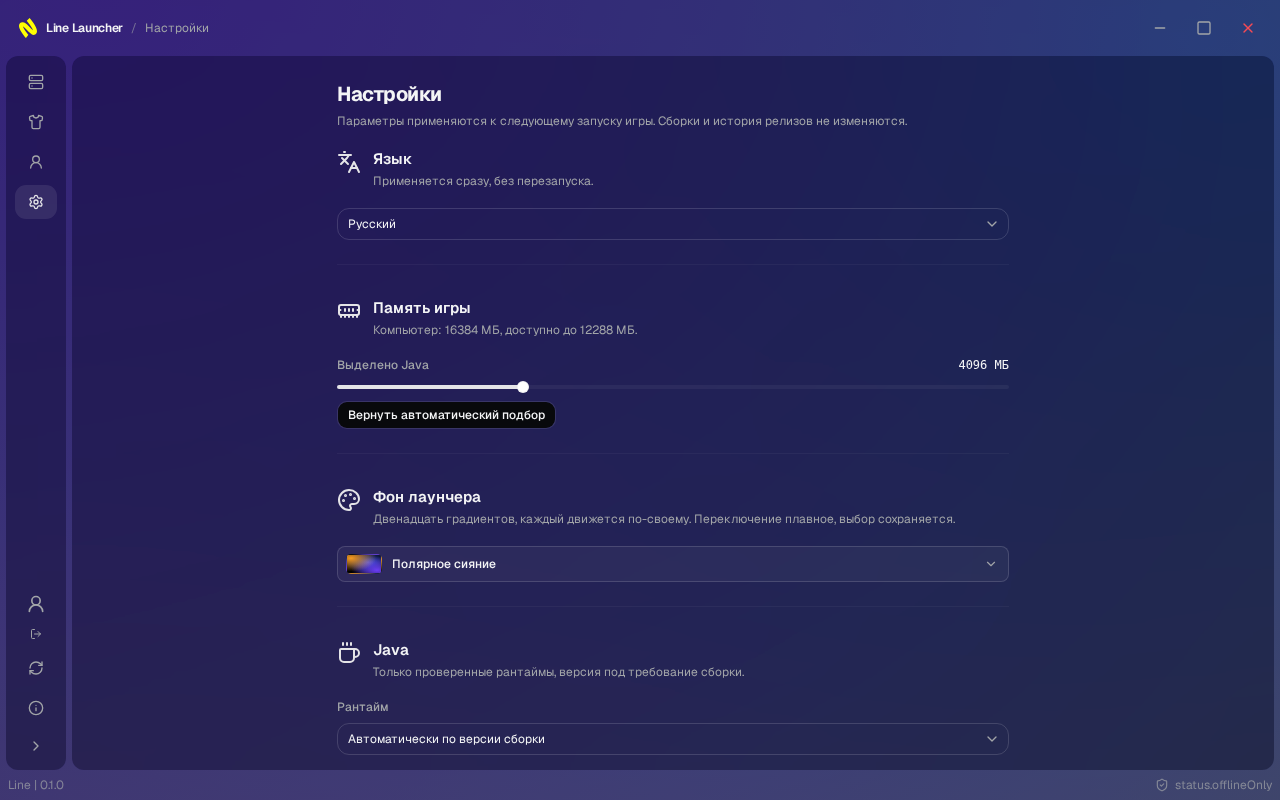 Line Launcher / Настройки
Настройки
Параметры применяются к следующему запуску игры. Сборки и история релизов не изменяются.
Язык
Применяется сразу, без перезапуска.
Русский
Память игры
Компьютер: 16384 МБ, доступно до 12288 МБ.
Выделено Java 4096 МБ
Вернуть автоматический подбор
Фон лаунчера
Двенадцать градиентов, каждый движется по-своему. Переключение плавное, выбор сохраняется.
Полярное сияние
Java
Только проверенные рантаймы, версия под требование сборки.
Рантайм
Автоматически по версии сборки
Line | 0.1.0 status.offlineOnly